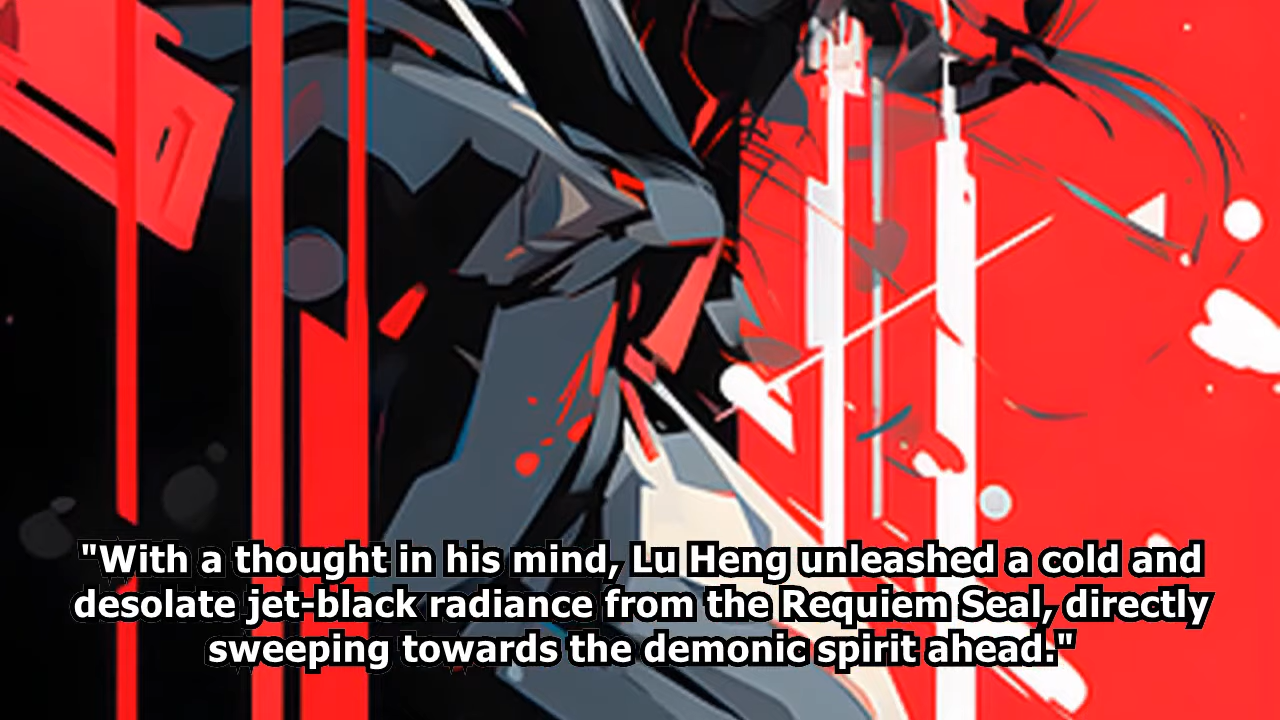 "With a thought in his mind, Lu Heng unleashed a cold and
desolate jet-black radiance from the Requiem Seal, directly
sweeping towards the demonic spirit ahead."